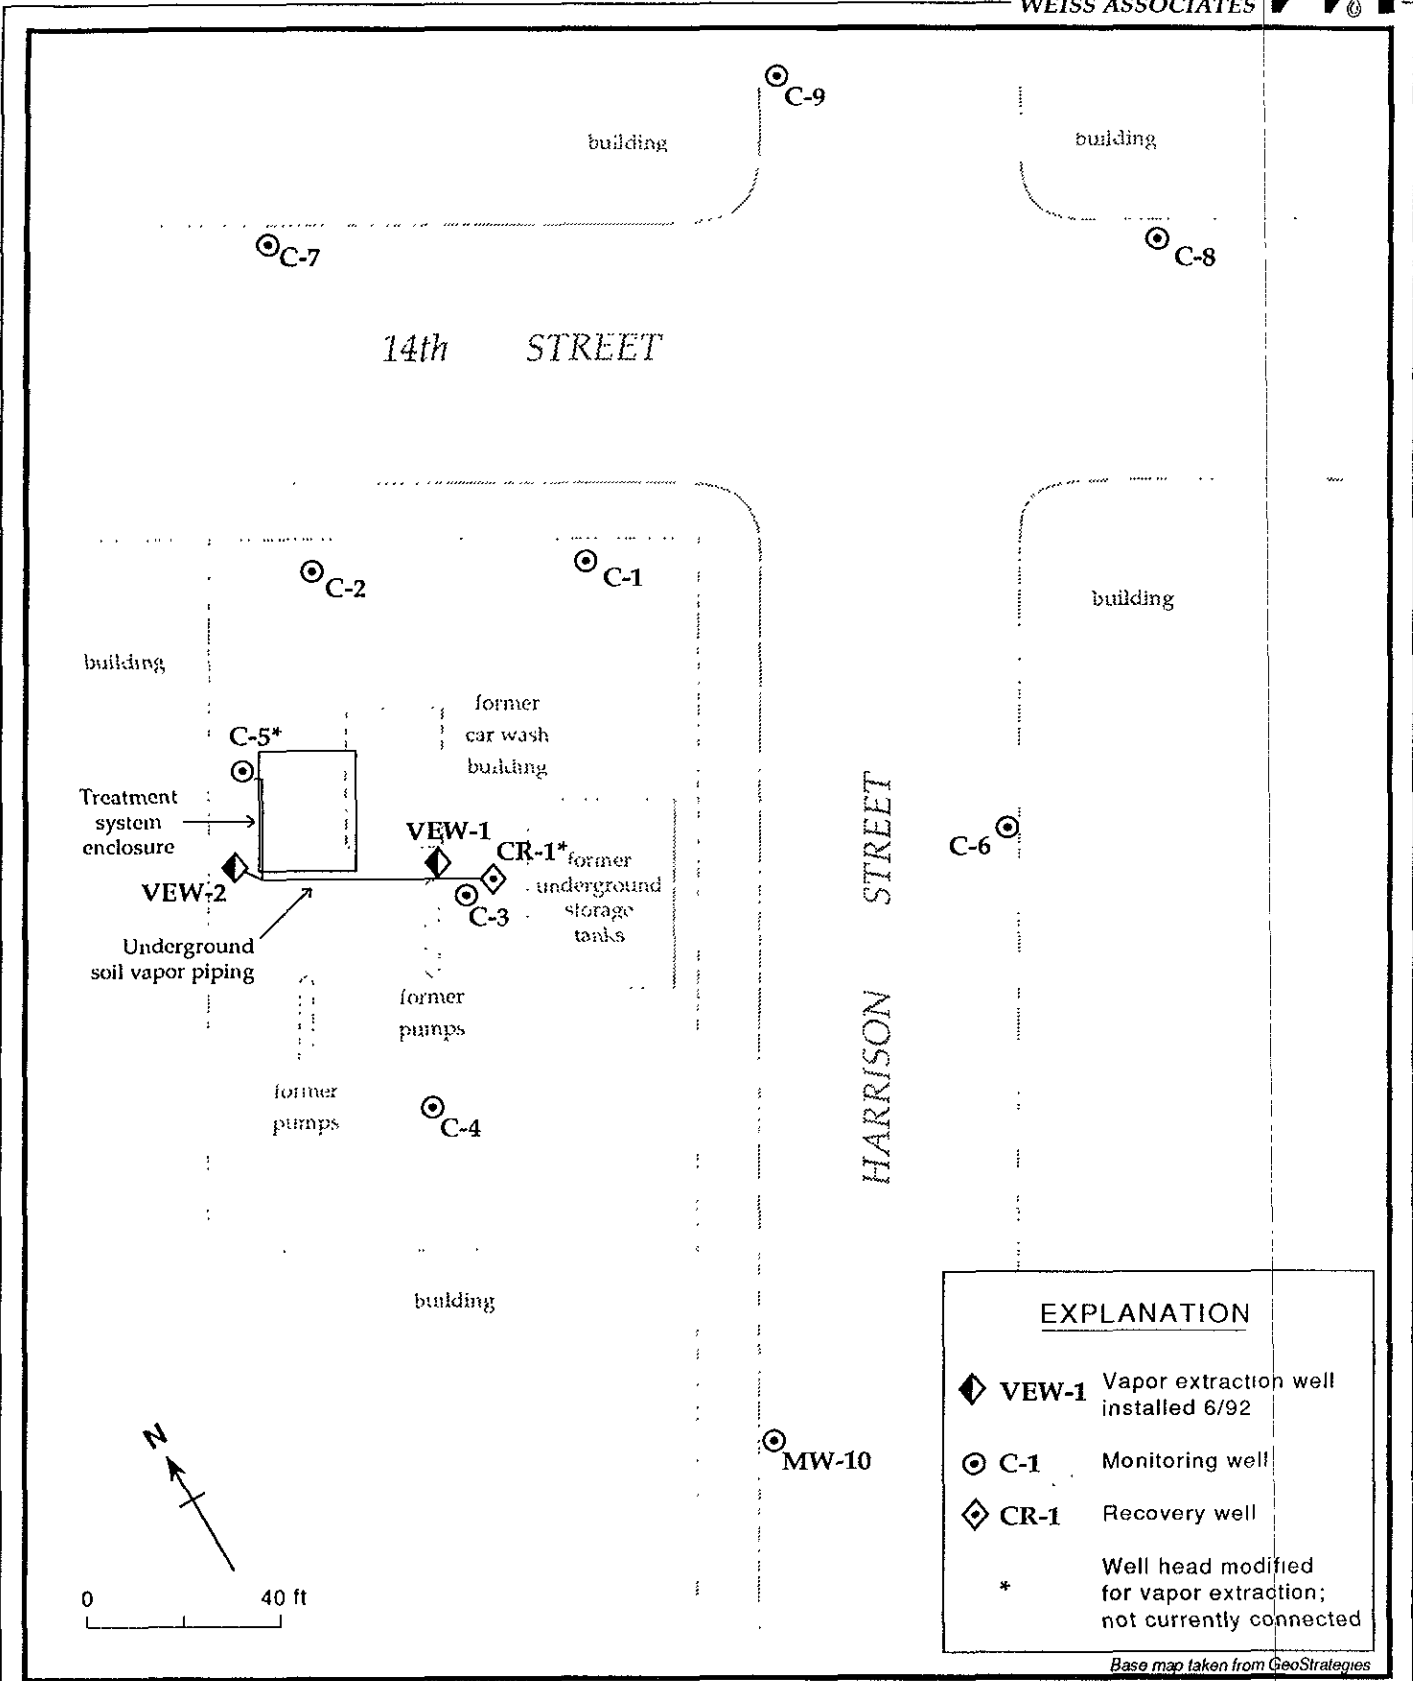 WEISS ASSOCIATES
C-9
building
building
C-7
C-8
14th STREET
C-2
C-1
building
building
former
car wash
building
C-5*
Treatment
system
enclosure
VEW-1
CR-1*
former
underground
storage
tanks
C-6
VEW-2
C-3
Underground
soil vapor piping
former
pumps
former
pumps
C-4
HARRISON STREET
building
MW-10
N
0 40 ft
EXPLANATION
VEW-1 Vapor extraction well
installed 6/92
C-1 Monitoring well
CR-1 Recovery well
* Well head modified
for vapor extraction;
not currently connected
Base map taken from GeoStrategies